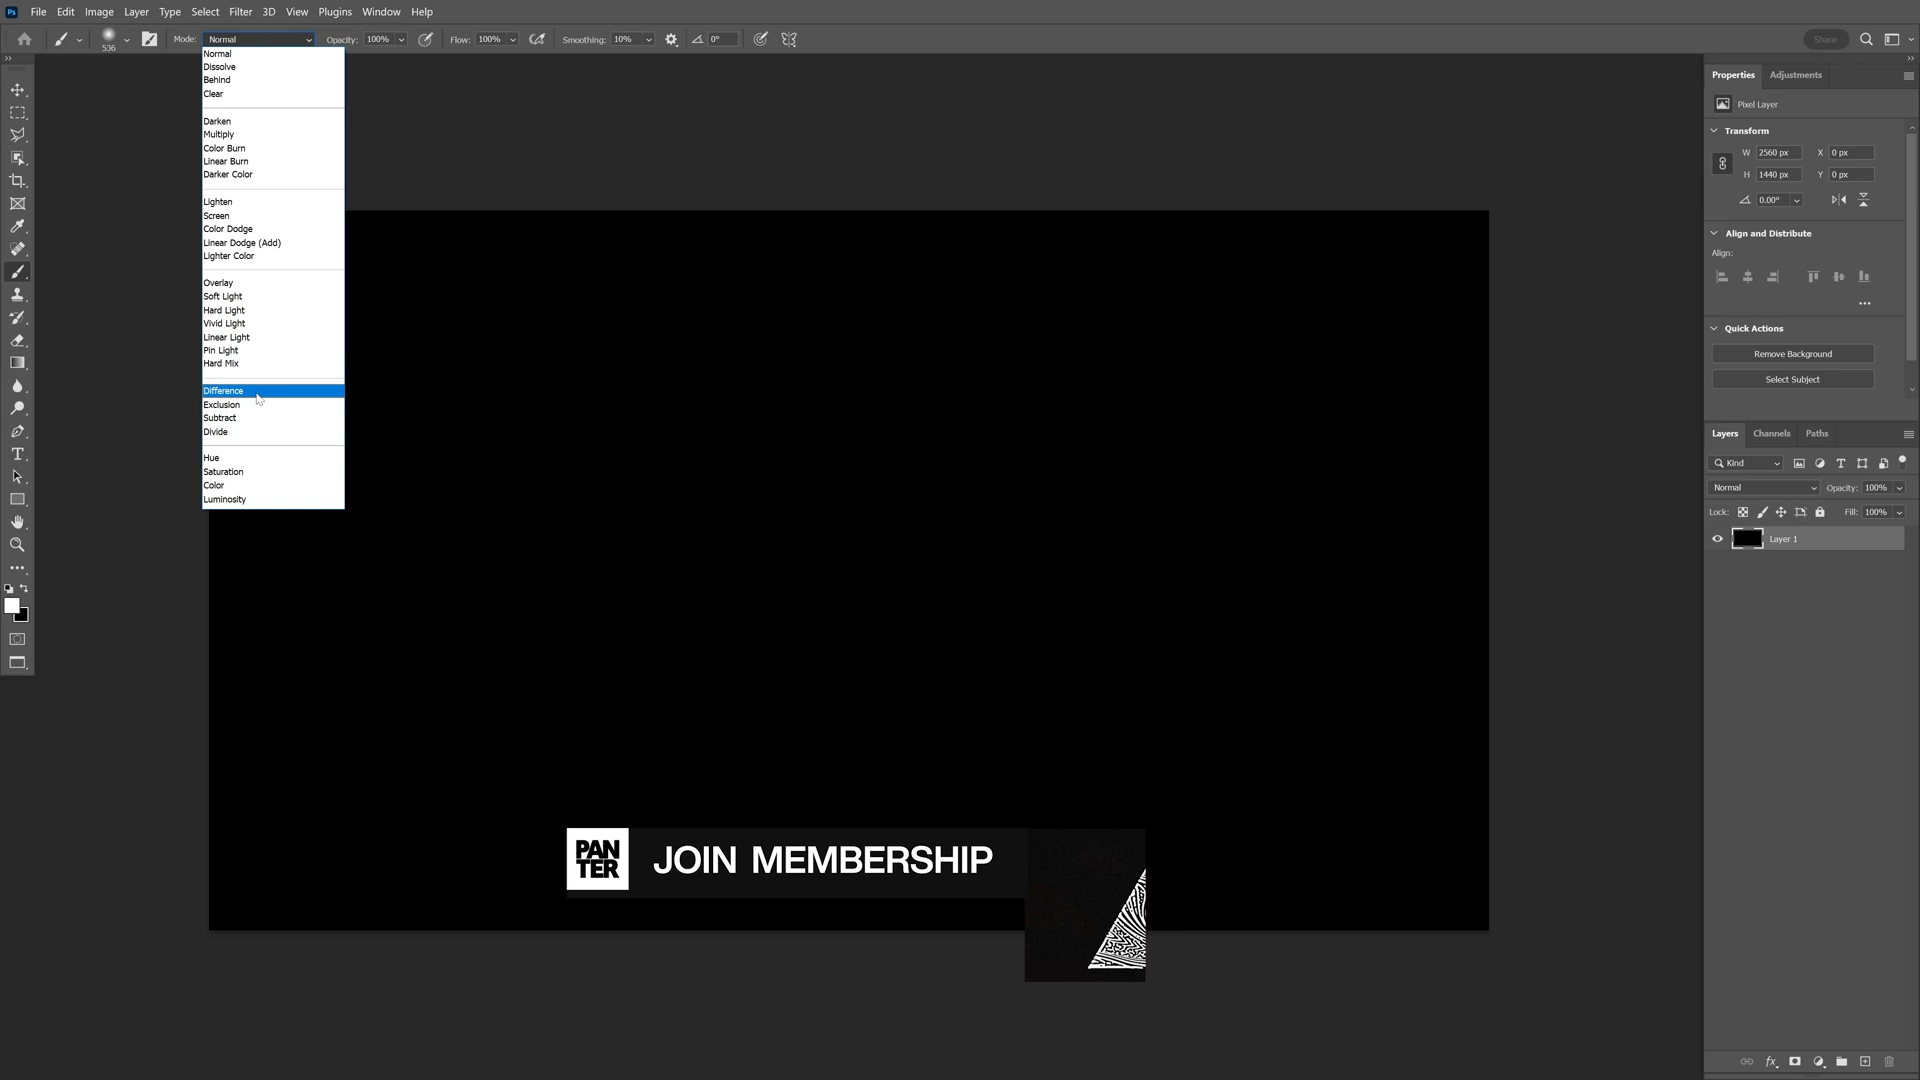 Ps File Edit Image Layer Type Select Filter 3D View Plugins Window Help
536 Mode: Normal Opacity: 100% Flow: 100% Smoothing: 10% 0° Share
Normal
Dissolve
Behind
Clear
Darken
Multiply
Color Burn
Linear Burn
Darker Color
Lighten
Screen
Color Dodge
Linear Dodge (Add)
Lighter Color
Overlay
Soft Light
Hard Light
Vivid Light
Linear Light
Pin Light
Hard Mix
Difference
Exclusion
Subtract
Divide
Hue
Saturation
Color
Luminosity
Properties Adjustments
Pixel Layer
Transform
W 2560 px X 0 px
H 1440 px Y 0 px
0.00°
Align and Distribute
Align:
Quick Actions
Remove Background
Select Subject
Layers Channels Paths
Kind
Normal Opacity: 100%
Lock: Fill: 100%
Layer 1
fx
PAN
TER
JOIN MEMBERSHIP